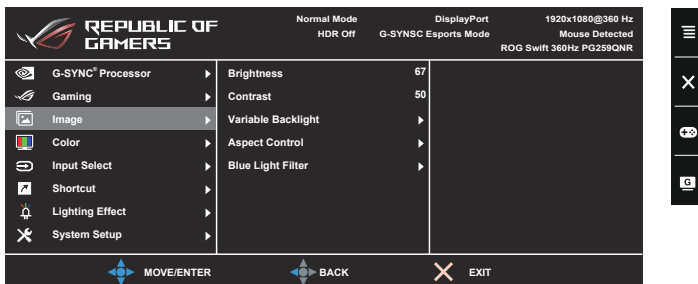 REPUBLIC OF
GAMERS
Normal Mode
HDR Off
DisplayPort
G-SYNSC Esports Mode
1920x1080@360 Hz
Mouse Detected
ROG Swift 360Hz PG259QNR
G-SYNC® Processor
Gaming
Image
Color
Input Select
Shortcut
Lighting Effect
System Setup
Brightness 67
Contrast 50
Variable Backlight
Aspect Control
Blue Light Filter
MOVE/ENTER
BACK
EXIT
G